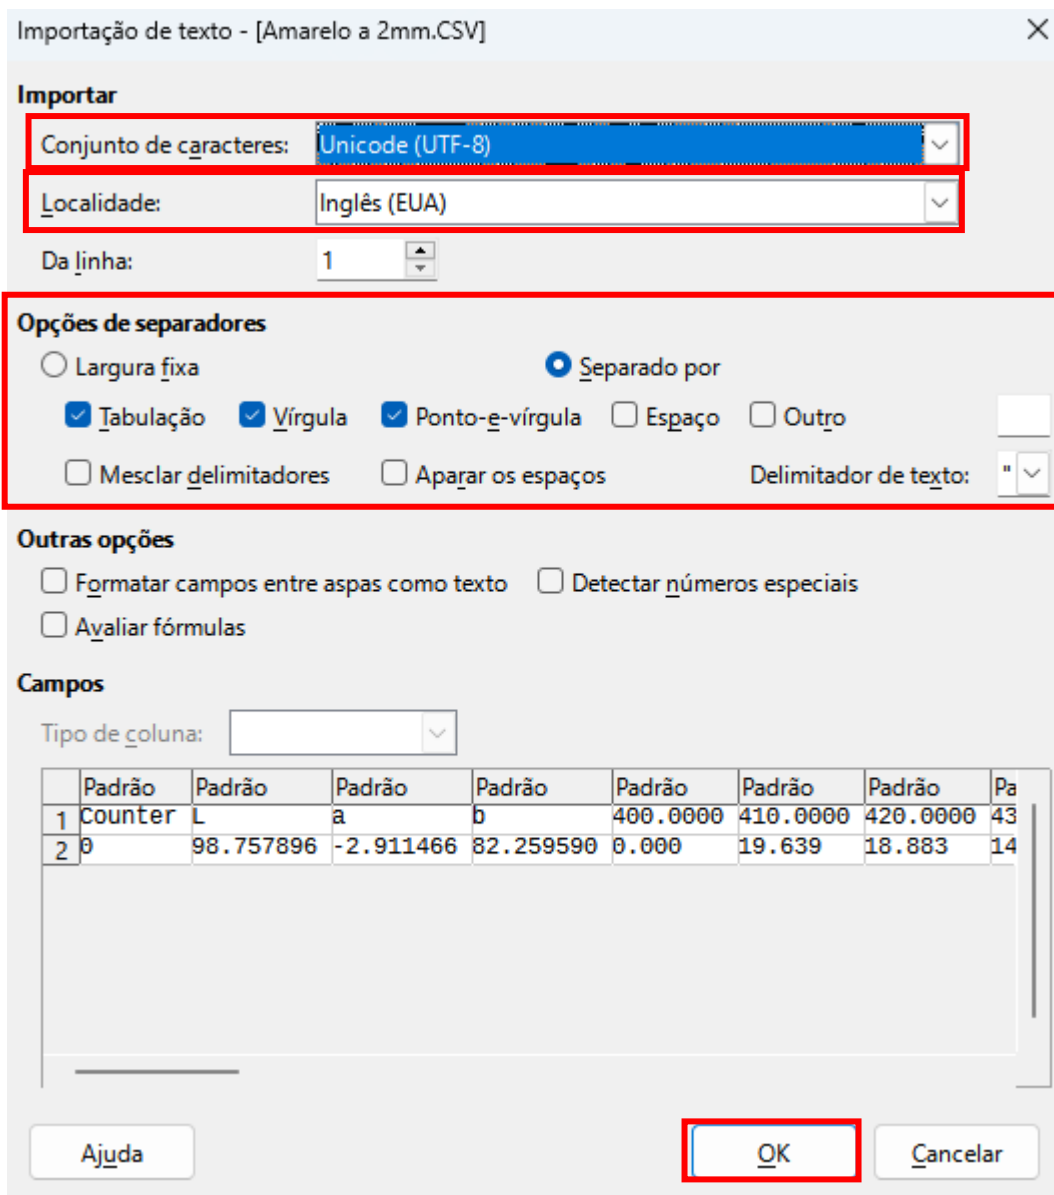 Importação de texto - [Amarelo a 2mm.CSV]
Importar
Conjunto de caracteres: Unicode (UTF-8)
Localidade: Inglês (EUA)
Da linha: 1
Opções de separadores
Largura fixa Separado por
Tabulação Vírgula Ponto-e-vírgula Espaço Outro
Mesclar delimitadores Aparar os espaços Delimitador de texto: "
Outras opções
Formatar campos entre aspas como texto Detectar números especiais
Avaliar fórmulas
Campos
Tipo de coluna:
Padrão Padrão Padrão Padrão Padrão Padrão Padrão Pa
1 Counter L a b 400.0000 410.0000 420.0000 43
2 0 98.757896 -2.911466 82.259590 0.000 19.639 18.883 14
Ajuda OK Cancelar